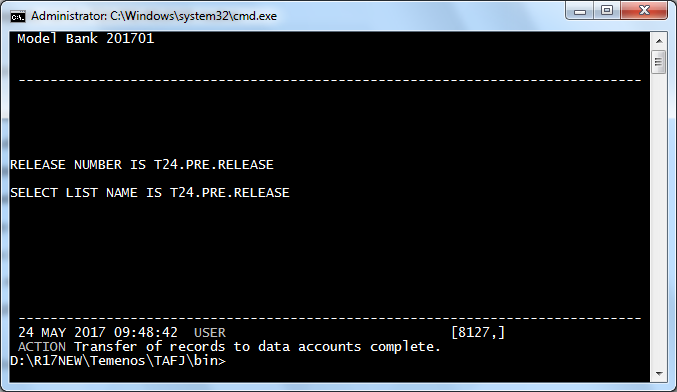 Administrator: C:\Windows\system32\cmd.exe
Model Bank 201701
------------------------------------------------------------------------------
RELEASE NUMBER IS T24.PRE.RELEASE
SELECT LIST NAME IS T24.PRE.RELEASE
------------------------------------------------------------------------------
24 MAY 2017 09:48:42 USER [8127,]
ACTION Transfer of records to data accounts complete.
D:\R17NEW\Temenos\TAFJ\bin>